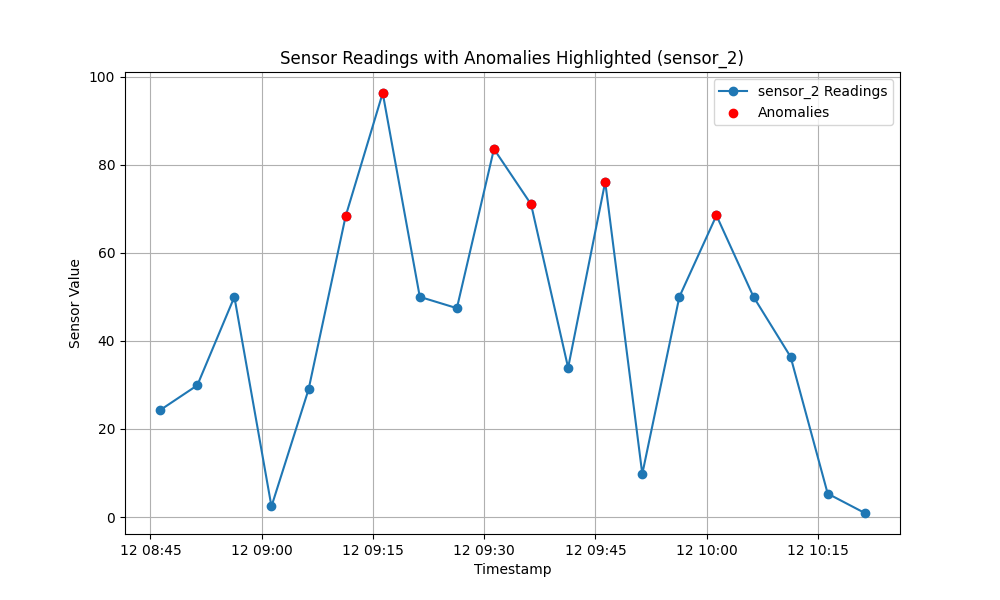 Sensor Readings with Anomalies Highlighted (sensor_2)
sensor_2 Readings
Anomalies
100
80
60
40
20
0
Sensor Value
12 08:45 12 09:00 12 09:15 12 09:30 12 09:45 12 10:00 12 10:15
Timestamp